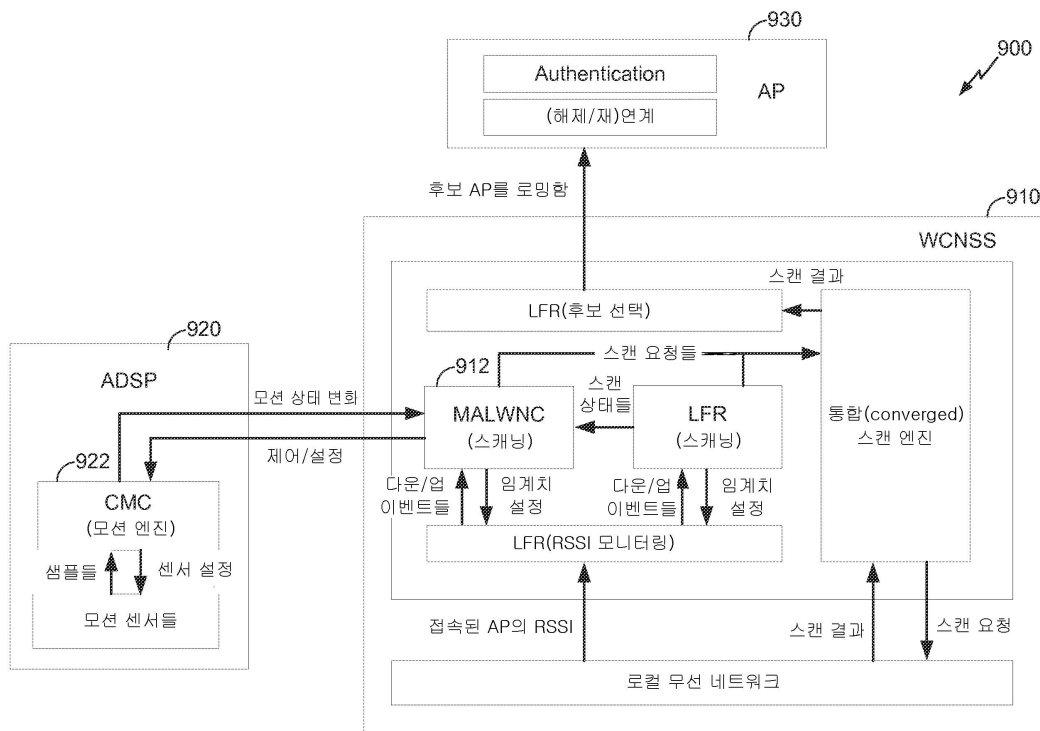 930
900
Authentication
AP
(해제/재)연계
후보 AP를 로밍함
910
WCNSS
스캔 결과
LFR(후보 선택)
920
ADSP
스캔 요청들
912
모션 상태 변화
MALWNC
(스캐닝)
스캔
상태들
LFR
(스캐닝)
통합(converged)
스캔 엔진
제어/설정
922
CMC
(모션 엔진)
다운/업
이벤트들
임계치
설정
다운/업
이벤트들
임계치
설정
LFR(RSSI 모니터링)
샘플들
센서 설정
모션 센서들
접속된 AP의 RSSI
스캔 결과
스캔 요청
로컬 무선 네트워크